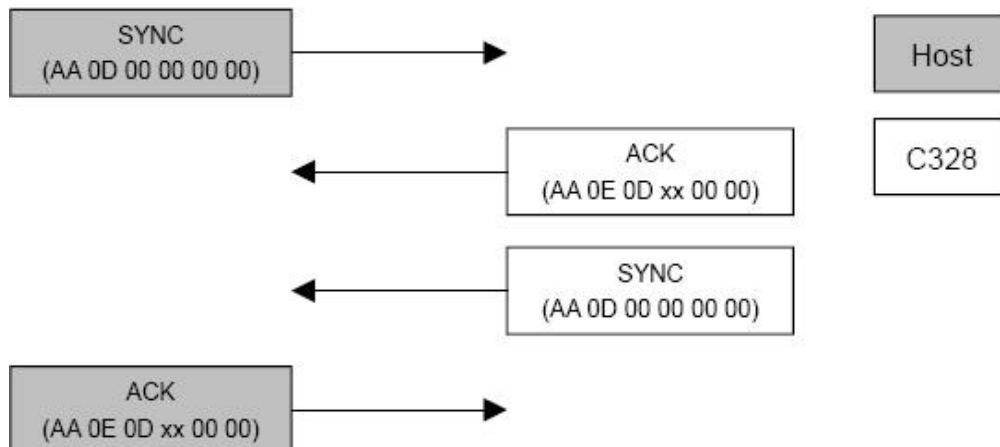 SYNC
(AA 0D 00 00 00 00)
Host
ACK
(AA 0E 0D xx 00 00)
C328
SYNC
(AA 0D 00 00 00 00)
ACK
(AA 0E 0D xx 00 00)